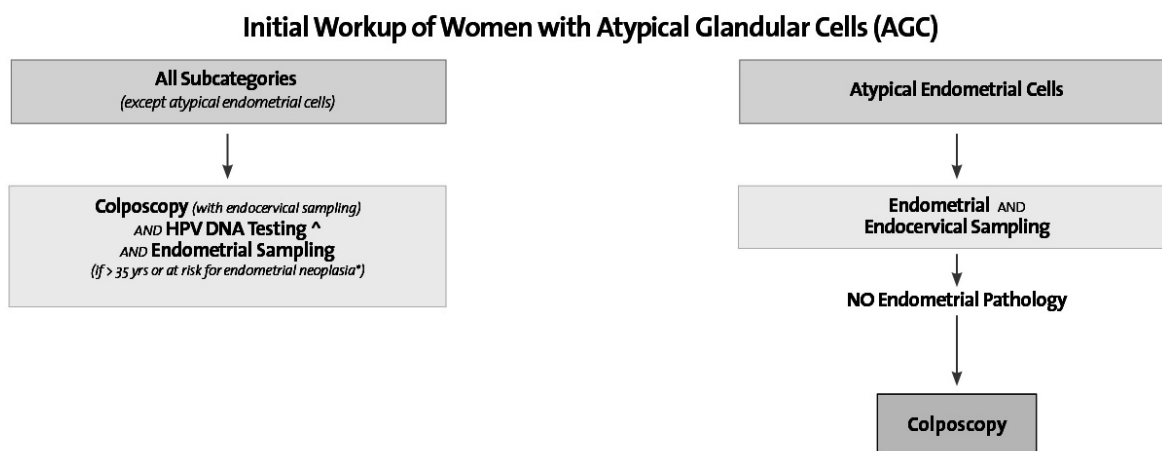 Initial Workup of Women with Atypical Glandular Cells (AGC)
All Subcategories
(except atypical endometrial cells)
Colposcopy (with endocervical sampling)
AND HPV DNA Testing ^
AND Endometrial Sampling
(if > 35 yrs or at risk for endometrial neoplasia*)
Atypical Endometrial Cells
Endometrial AND
Endocervical Sampling
NO Endometrial Pathology
Colposcopy